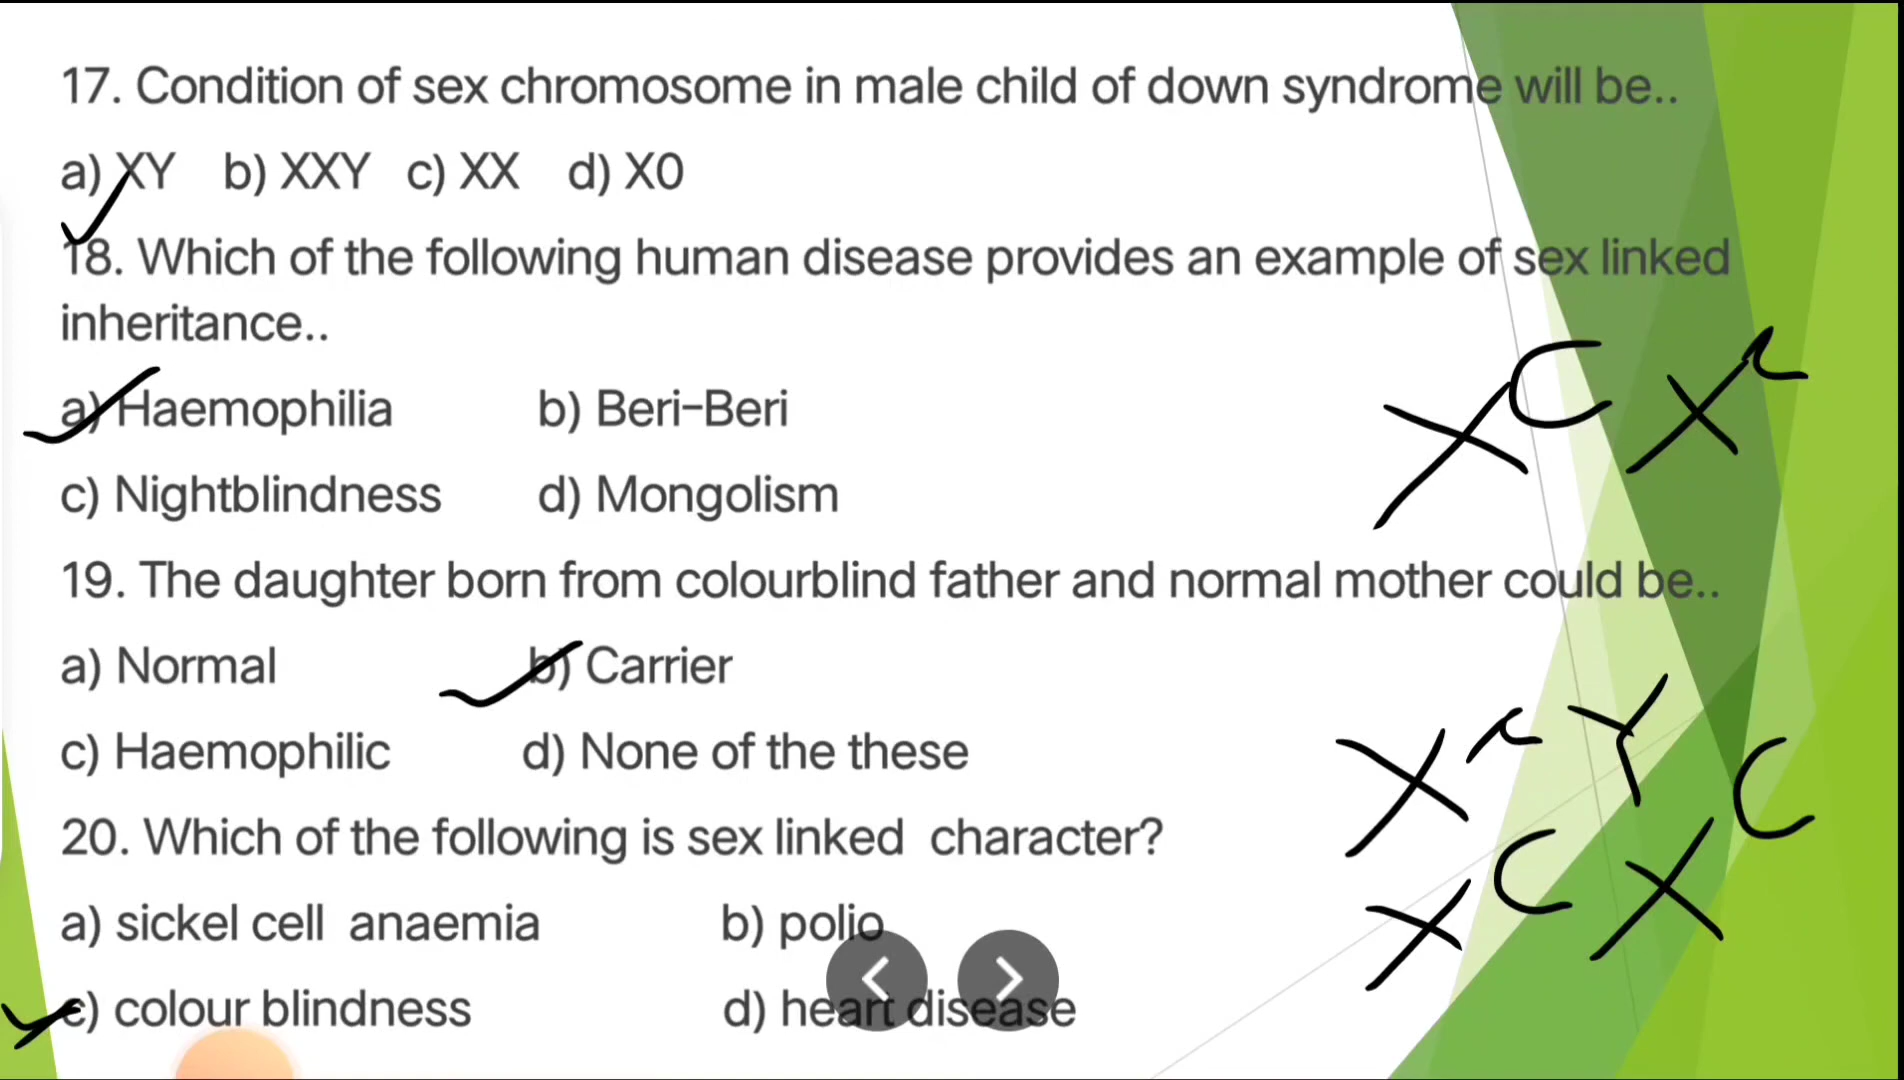 17. Condition of sex chromosome in male child of down syndrome will be..
a) XY b) XXY c) XX d) X0
18. Which of the following human disease provides an example of sex linked
inheritance..
a) Haemophilia b) Beri-Beri
X^C X^c
c) Nightblindness d) Mongolism
19. The daughter born from colourblind father and normal mother could be..
a) Normal b) Carrier
c) Haemophilic d) None of the these
X^c Y
20. Which of the following is sex linked character?
X^C X^C
a) sickel cell anaemia b) polio
c) colour blindness d) heart disease